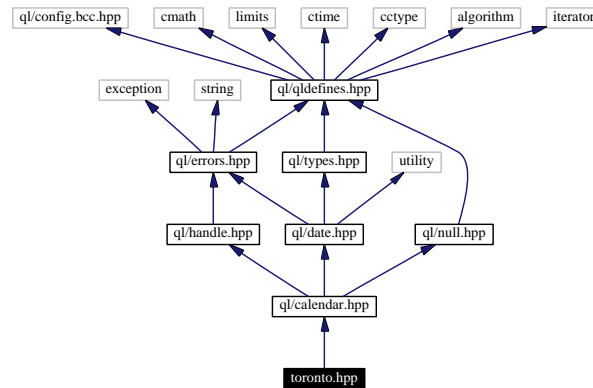 ql/config.bcc.hpp
cmath
limits
ctime
cctype
algorithm
iterator
exception
string
ql/qldefines.hpp
ql/errors.hpp
ql/types.hpp
utility
ql/handle.hpp
ql/date.hpp
ql/null.hpp
ql/calendar.hpp
toronto.hpp